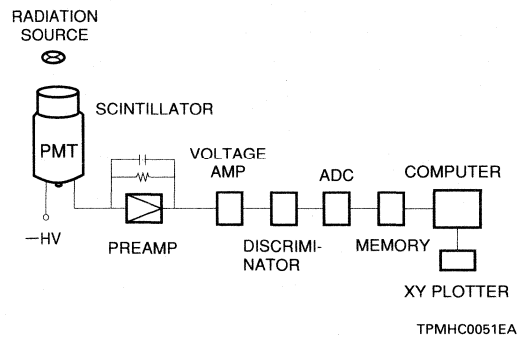 RADIATION
SOURCE
SCINTILLATOR
PMT
−HV
PREAMP
VOLTAGE
AMP
DISCRIMI-
NATOR
ADC
MEMORY
COMPUTER
XY PLOTTER
TPMHC0051EA